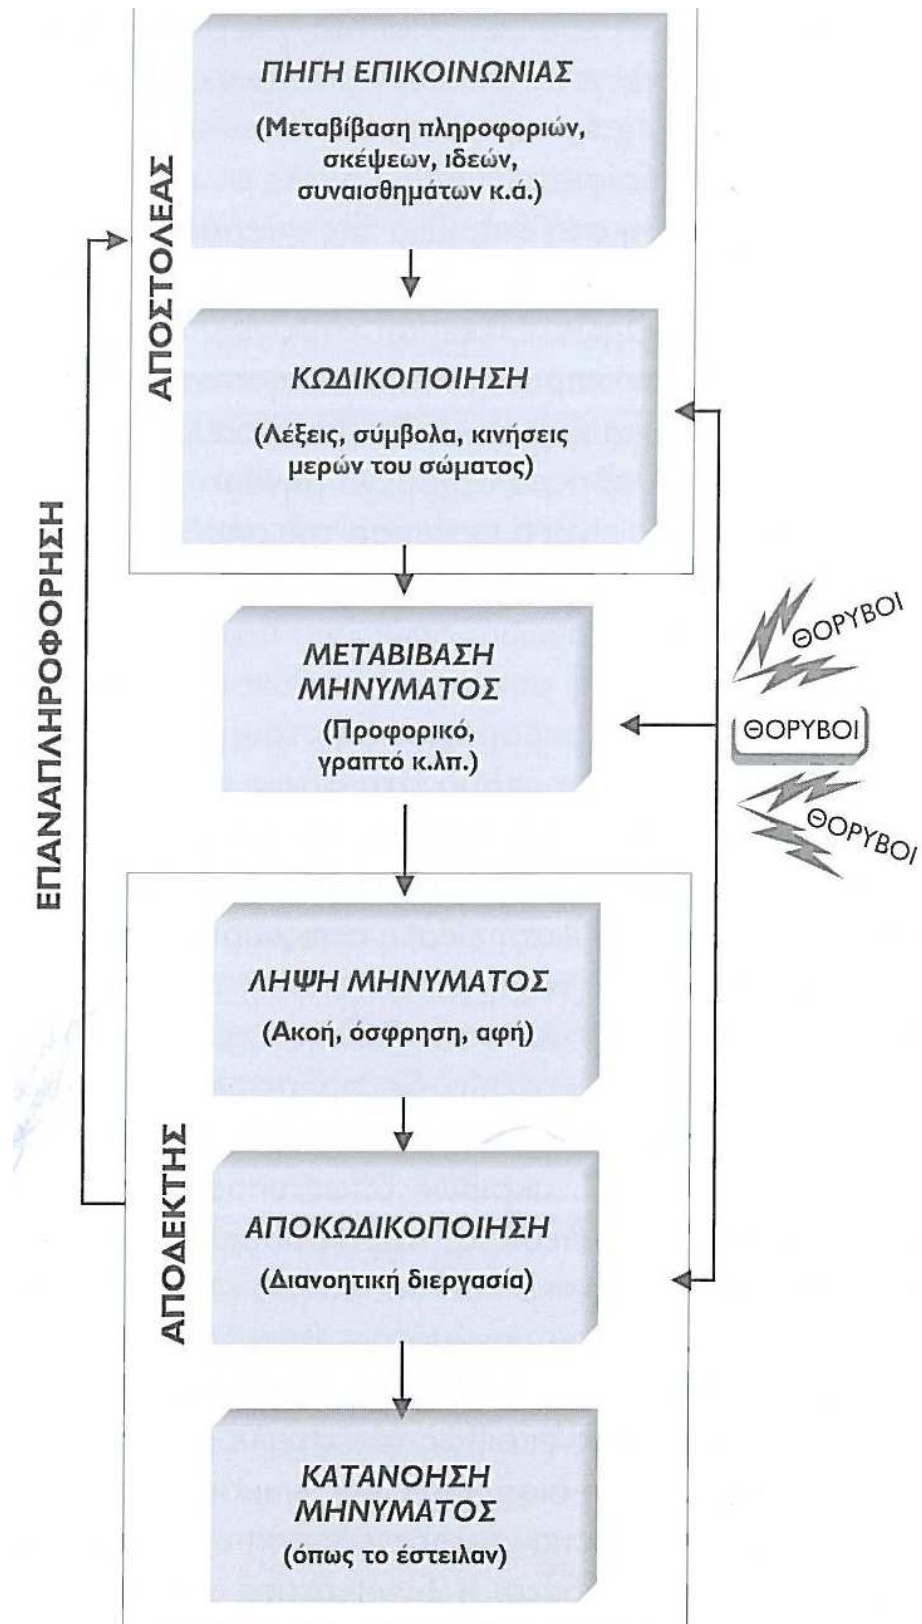 ΠΗΓΗ ΕΠΙΚΟΙΝΩΝΙΑΣ
(Μεταβίβαση πληροφοριών,
σκέψεων, ιδεών,
συναισθημάτων κ.ά.)
ΑΠΟΣΤΟΛΕΑΣ
ΚΩΔΙΚΟΠΟΙΗΣΗ
(Λέξεις, σύμβολα, κινήσεις
μερών του σώματος)
ΕΠΑΝΑΠΛΗΡΟΦΟΡΗΣΗ
ΜΕΤΑΒΙΒΑΣΗ
ΜΗΝΥΜΑΤΟΣ
(Προφορικό,
γραπτό κ.λπ.)
ΘΟΡΥΒΟΙ
ΘΟΡΥΒΟΙ
ΘΟΡΥΒΟΙ
ΛΗΨΗ ΜΗΝΥΜΑΤΟΣ
(Ακοή, όσφρηση, αφή)
ΑΠΟΔΕΚΤΗΣ
ΑΠΟΚΩΔΙΚΟΠΟΙΗΣΗ
(Διανοητική διεργασία)
ΚΑΤΑΝΟΗΣΗ
ΜΗΝΥΜΑΤΟΣ
(όπως το έστειλαν)